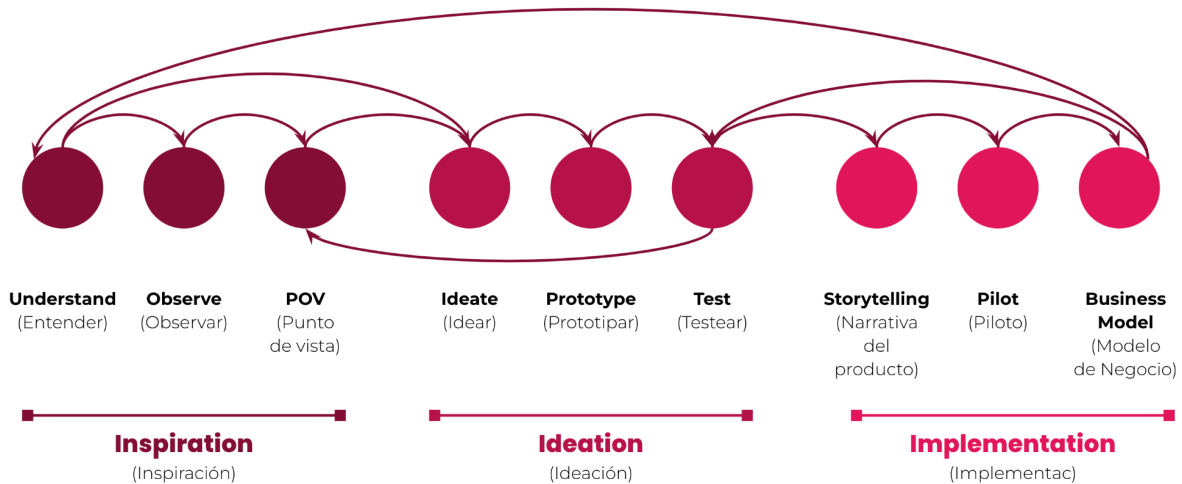 Understand
(Entender)
Observe
(Observar)
POV
(Punto
de vista)
Ideate
(Idear)
Prototype
(Prototipar)
Test
(Testear)
Storytelling
(Narrativa
del
producto)
Pilot
(Piloto)
Business
Model
(Modelo
de Negocio)
Inspiration
(Inspiración)
Ideation
(Ideación)
Implementation
(Implementac)